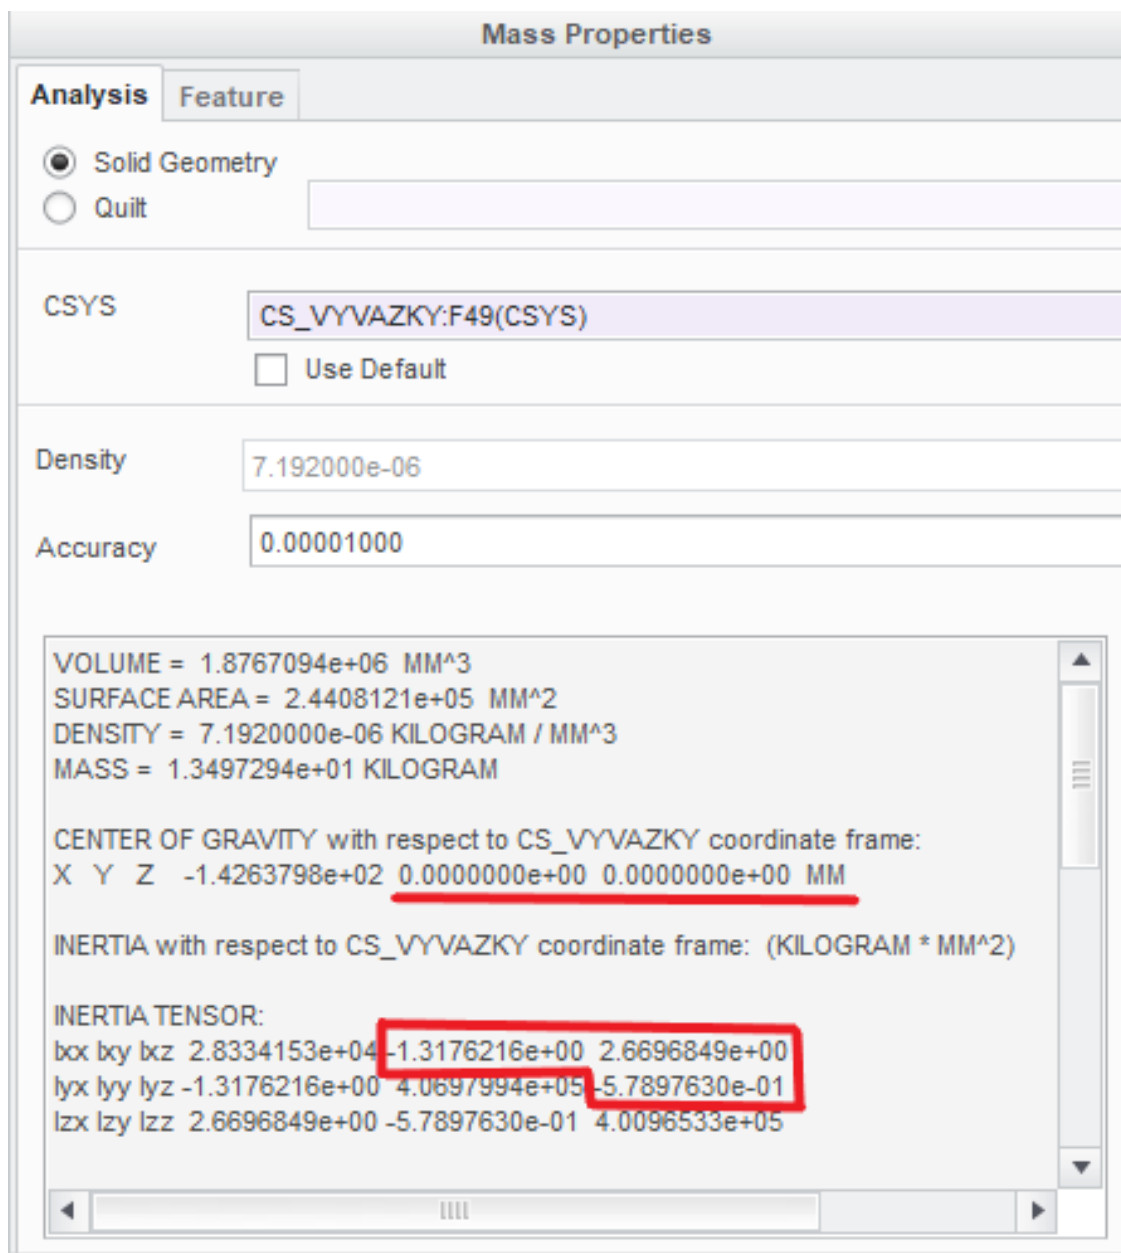 Mass Properties
Analysis Feature
Solid Geometry
Quilt
CSYS
CS_VYVAZKY:F49(CSYS)
Use Default
Density
7.192000e-06
Accuracy
0.00001000
VOLUME = 1.8767094e+06 MM^3
SURFACE AREA = 2.4408121e+05 MM^2
DENSITY = 7.1920000e-06 KILOGRAM / MM^3
MASS = 1.3497294e+01 KILOGRAM
CENTER OF GRAVITY with respect to CS_VYVAZKY coordinate frame:
X Y Z -1.4263798e+02 0.0000000e+00 0.0000000e+00 MM
INERTIA with respect to CS_VYVAZKY coordinate frame: (KILOGRAM * MM^2)
INERTIA TENSOR:
Ixx Ixy Ixz 2.8334153e+04 -1.3176216e+00 2.6696849e+00
Iyx Iyy Iyz -1.3176216e+00 4.0697994e+05 -5.7897630e-01
Izx Izy Izz 2.6696849e+00 -5.7897630e-01 4.0096533e+05